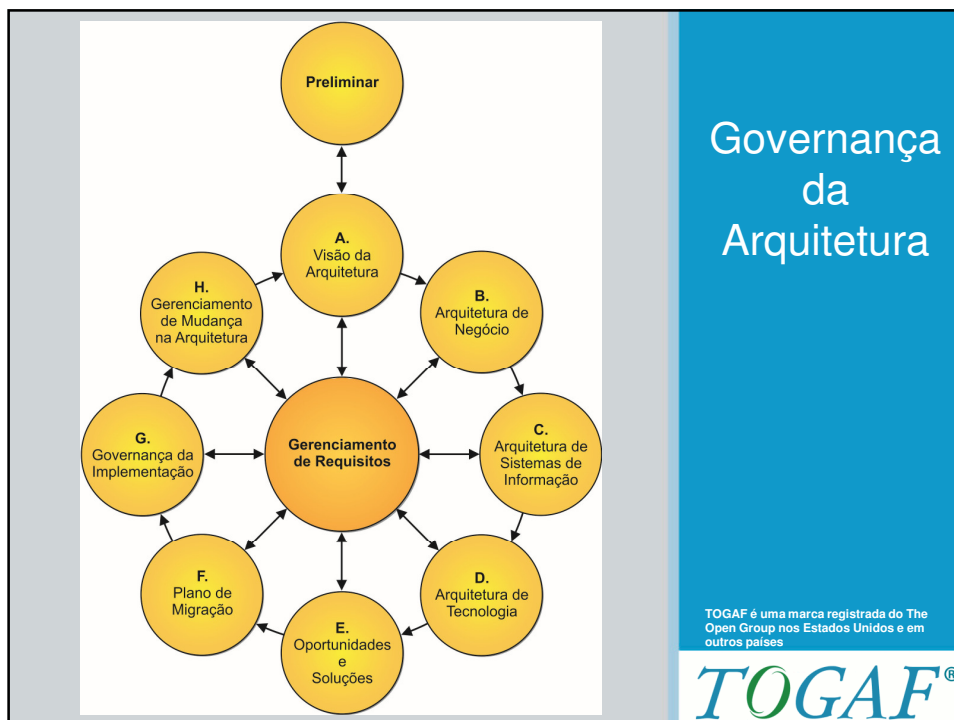 Preliminar
A.
Visão da
Arquitetura
B.
Arquitetura de
Negócio
C.
Arquitetura de
Sistemas de
Informação
D.
Arquitetura de
Tecnologia
E.
Oportunidades
e
Soluções
F.
Plano de
Migração
G.
Governança da
Implementação
H.
Gerenciamento
de Mudança
na Arquitetura
Gerenciamento
de Requisitos
Governança
da
Arquitetura
TOGAF é uma marca registrada do The
Open Group nos Estados Unidos e em
outros países
TOGAF®